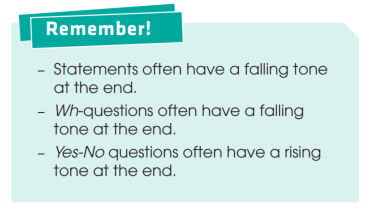 Remember!
– Statements often have a falling tone
at the end.
– Wh-questions often have a falling
tone at the end.
– Yes-No questions often have a rising
tone at the end.